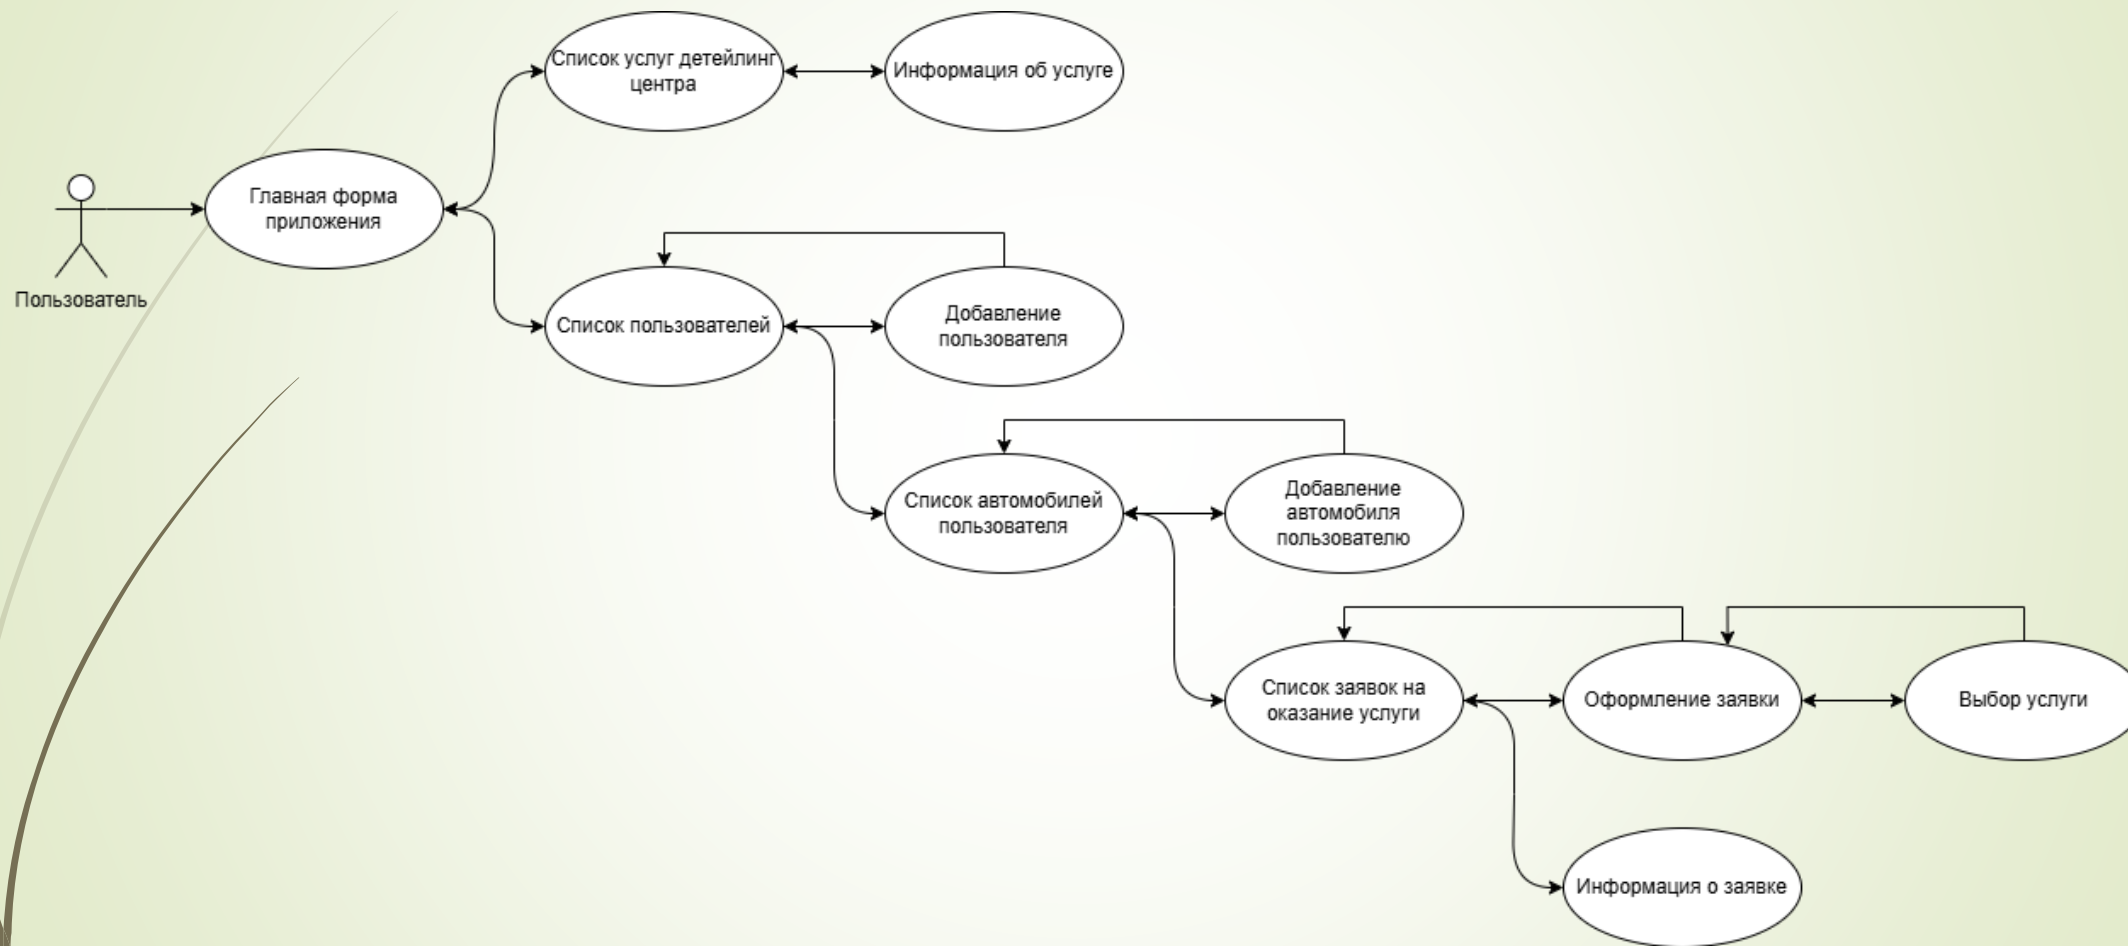 Список услуг детейлинг
центра
Информация об услуге
Главная форма
приложения
Пользователь
Список пользователей
Добавление
пользователя
Список автомобилей
пользователя
Добавление
автомобиля
пользователю
Список заявок на
оказание услуги
Оформление заявки
Выбор услуги
Информация о заявке